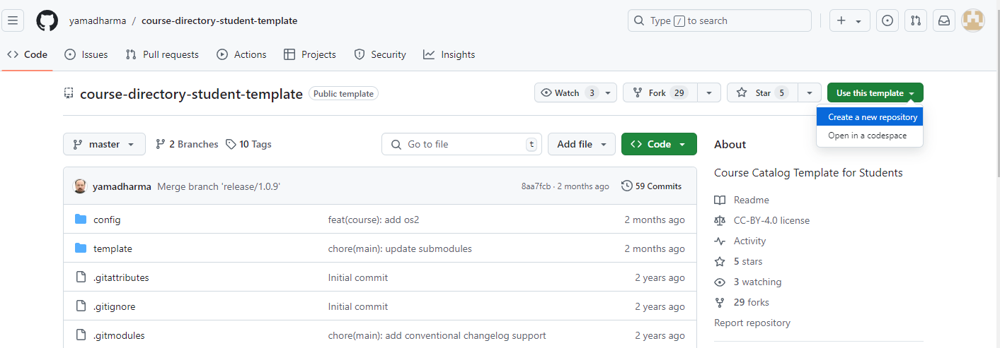 yamadharma / course-directory-student-template Type / to search
Code Issues Pull requests Actions Projects Security Insights
course-directory-student-template Public template Watch 3 Fork 29 Star 5 Use this template
Create a new repository
Open in a codespace
master 2 Branches 10 Tags Go to file t Add file Code
About
Course Catalog Template for Students
yamadharma Merge branch 'release/1.0.9' 8aa7fcb · 2 months ago 59 Commits
config feat(course): add os2 2 months ago
template chore(main): update submodules 2 months ago
.gitattributes Initial commit 2 years ago
.gitignore Initial commit 2 years ago
.gitmodules chore(main): add conventional changelog support 2 years ago
Readme
CC-BY-4.0 license
Activity
5 stars
3 watching
29 forks
Report repository